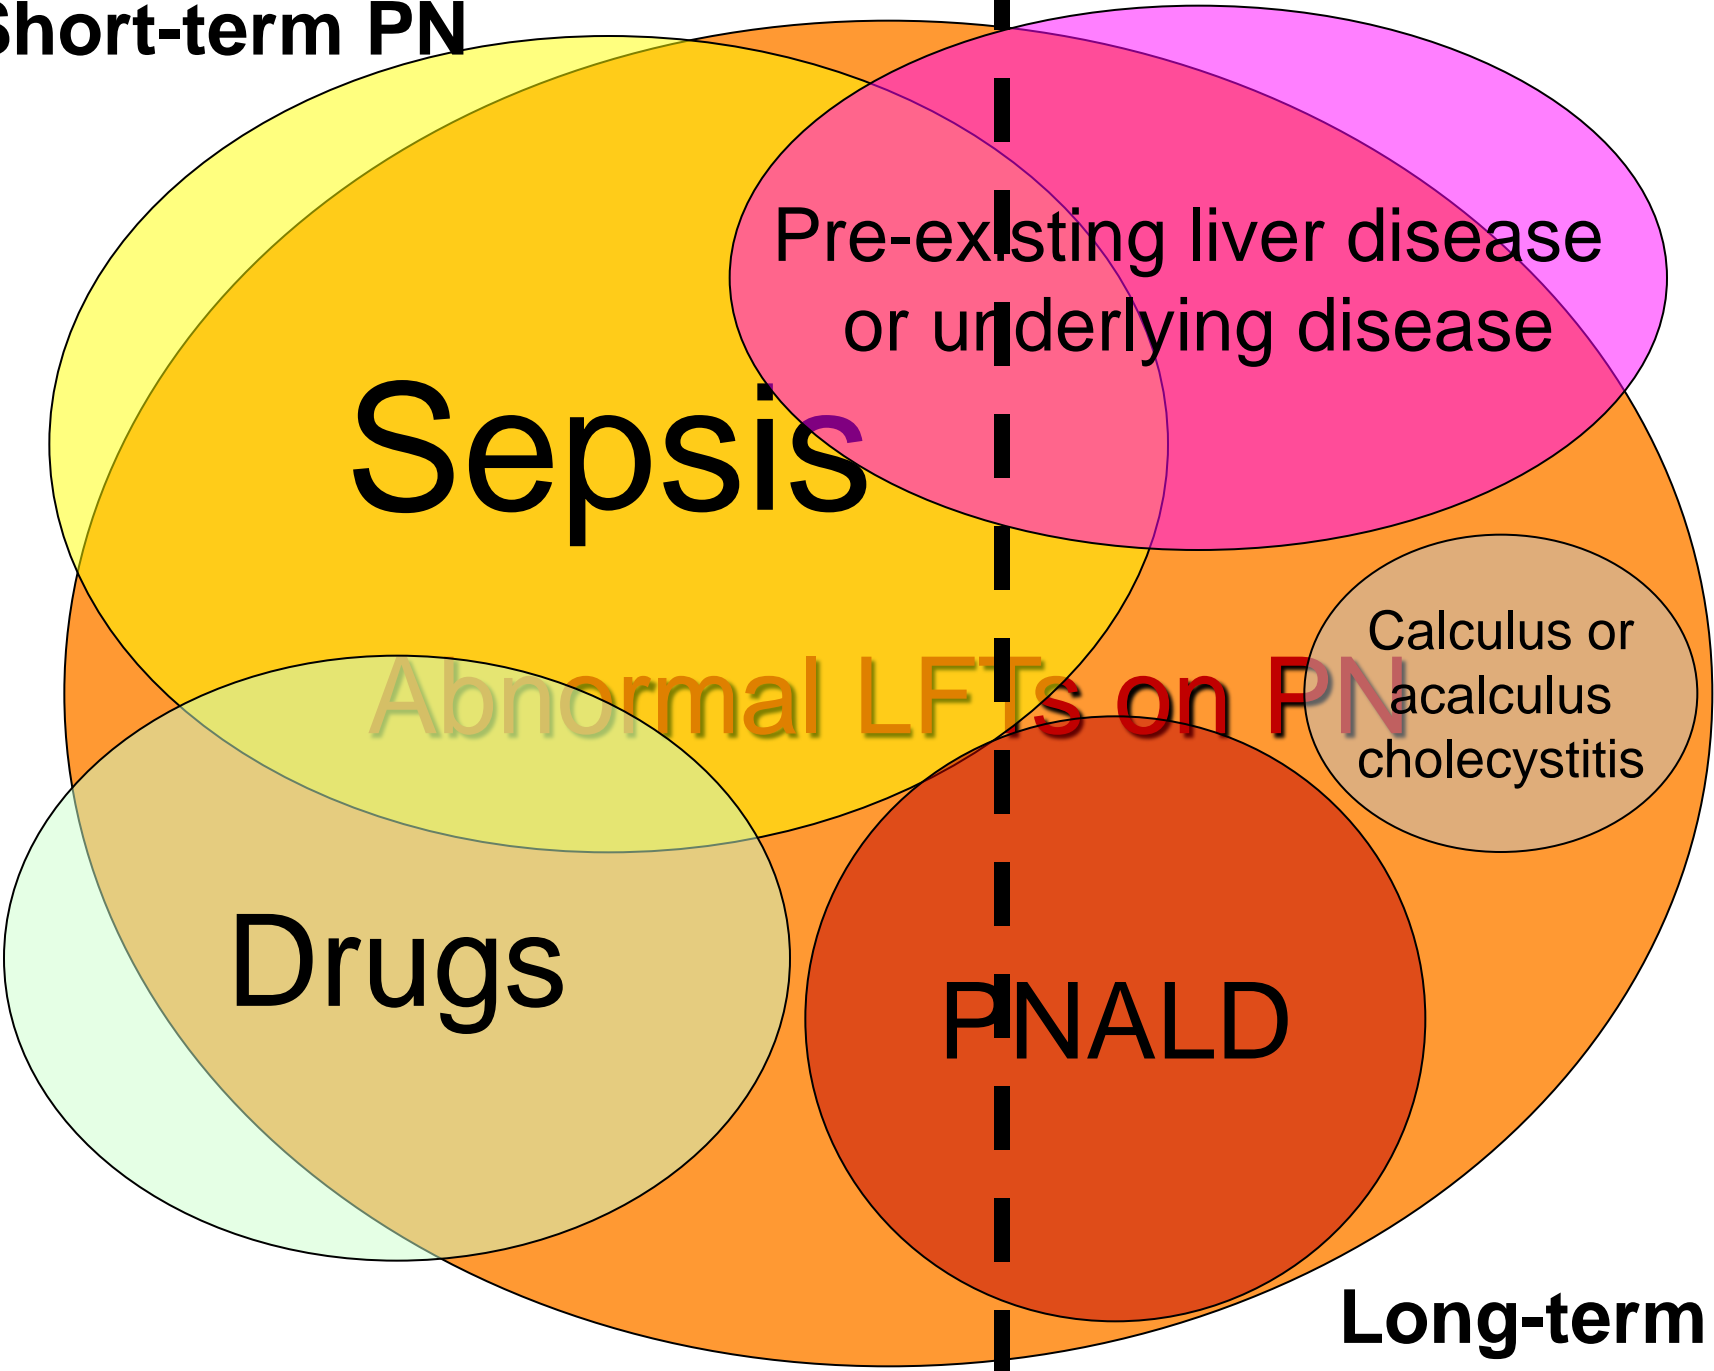 Short-term PN
Pre-existing liver disease
or underlying disease
Sepsis
Calculus or
acalculus
cholecystitis
Abnormal LFTs on PN
Drugs
PNALD
Long-term